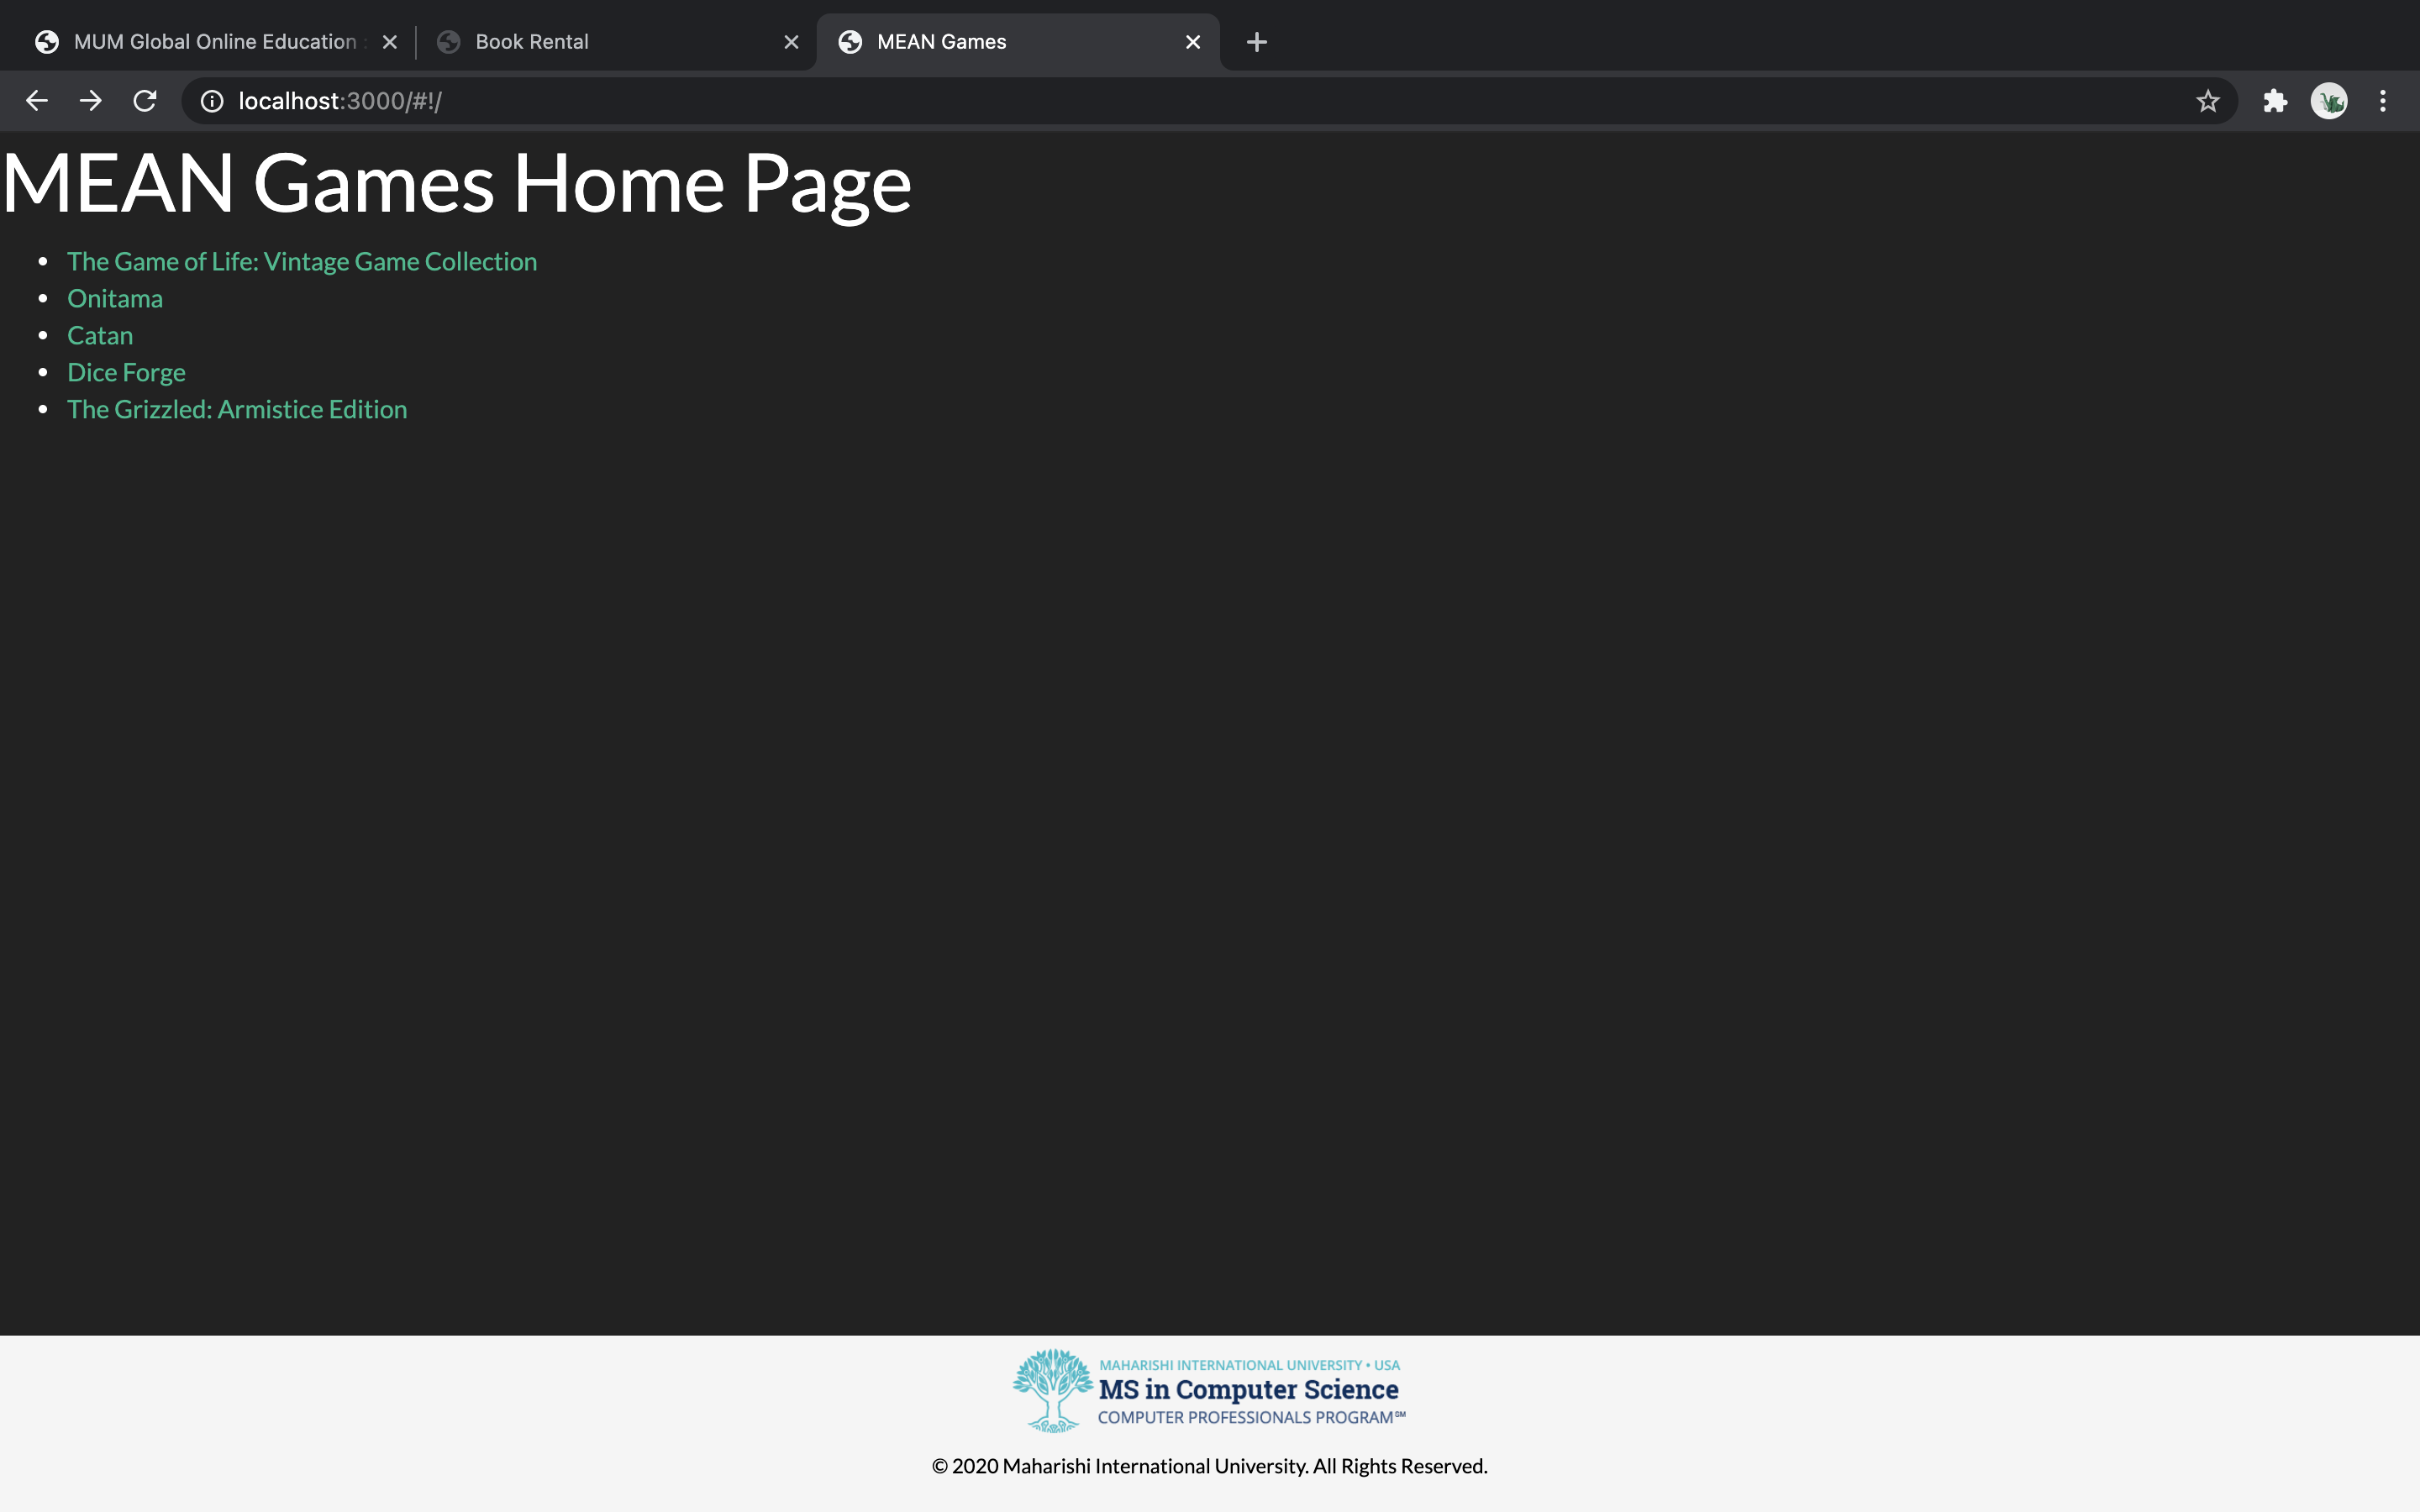 MUM Global Online Education
Book Rental
MEAN Games
localhost:3000/#!/
MEAN Games Home Page
The Game of Life: Vintage Game Collection
Onitama
Catan
Dice Forge
The Grizzled: Armistice Edition
MAHARISHI INTERNATIONAL UNIVERSITY • USA
MS in Computer Science
COMPUTER PROFESSIONALS PROGRAM℠
© 2020 Maharishi International University. All Rights Reserved.